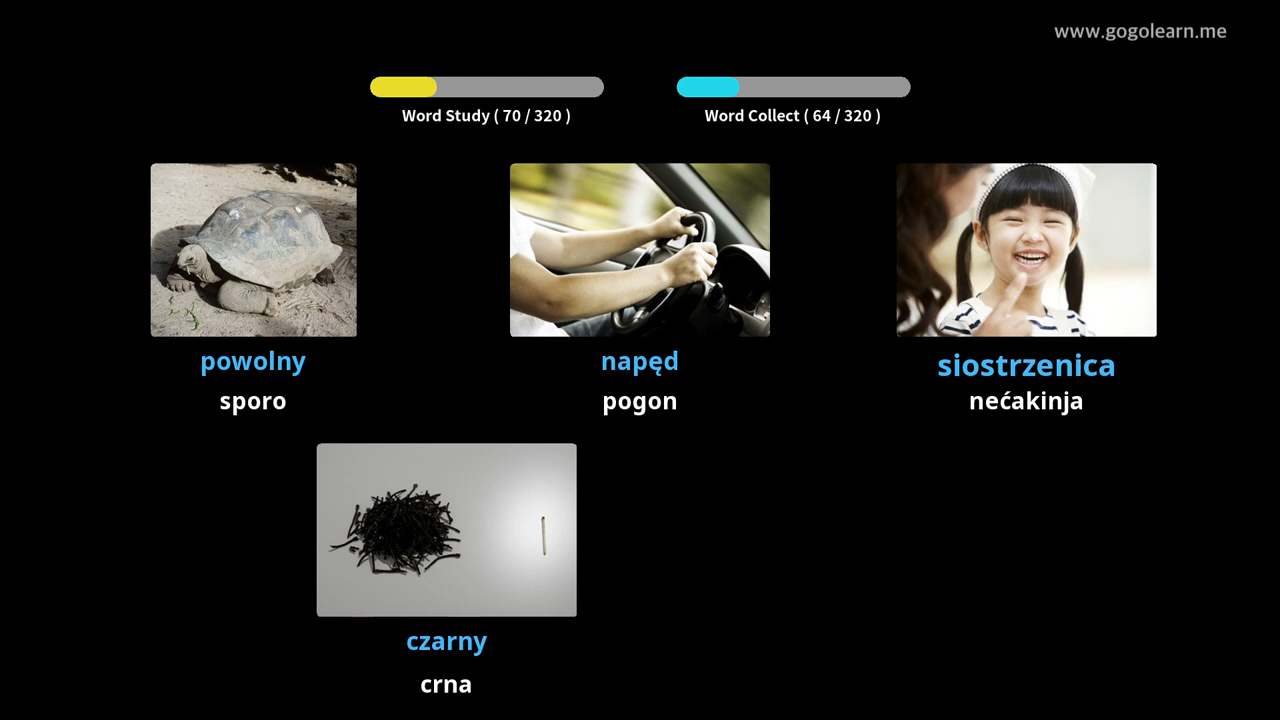 www.gogolearn.me
Word Study ( 70 / 320 )
Word Collect ( 64 / 320 )
powolny
sporo
napęd
pogon
siostrzenica
nećakinja
czarny
crna